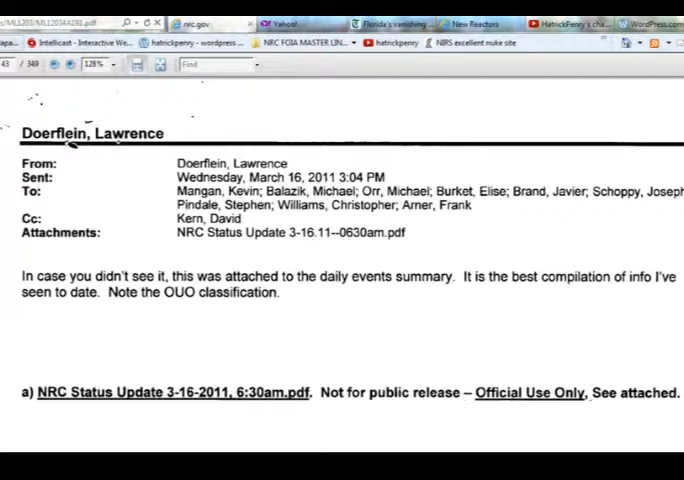 ML1203/ML12034A191.pdf
nrc.gov
Yahoo!
Florida's vanishing ...
New Reactors
HatrickPenry's cha...
WordPress.com
Intellicast - Interactive We...
hatrickpenry - wordpress ...
NRC FOIA MASTER LIN...
hatrickpenry
NIRS excellent nuke site
43 / 349
128%
Find
Doerflein, Lawrence
From: Doerflein, Lawrence
Sent: Wednesday, March 16, 2011 3:04 PM
To: Mangan, Kevin; Balazik, Michael; Orr, Michael; Burket, Elise; Brand, Javier; Schoppy, Joseph
Pindale, Stephen; Williams, Christopher; Arner, Frank
Cc: Kern, David
Attachments: NRC Status Update 3-16.11--0630am.pdf
In case you didn't see it, this was attached to the daily events summary. It is the best compilation of info I've
seen to date. Note the OUO classification.
a) NRC Status Update 3-16-2011, 6:30am.pdf. Not for public release – Official Use Only, See attached.